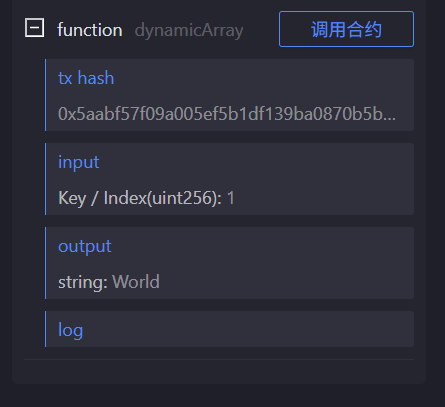 function dynamicArray 调用合约
tx hash
0x5aabf57f09a005ef5b1df139ba0870b5b...
input
Key / Index(uint256): 1
output
string: World
log